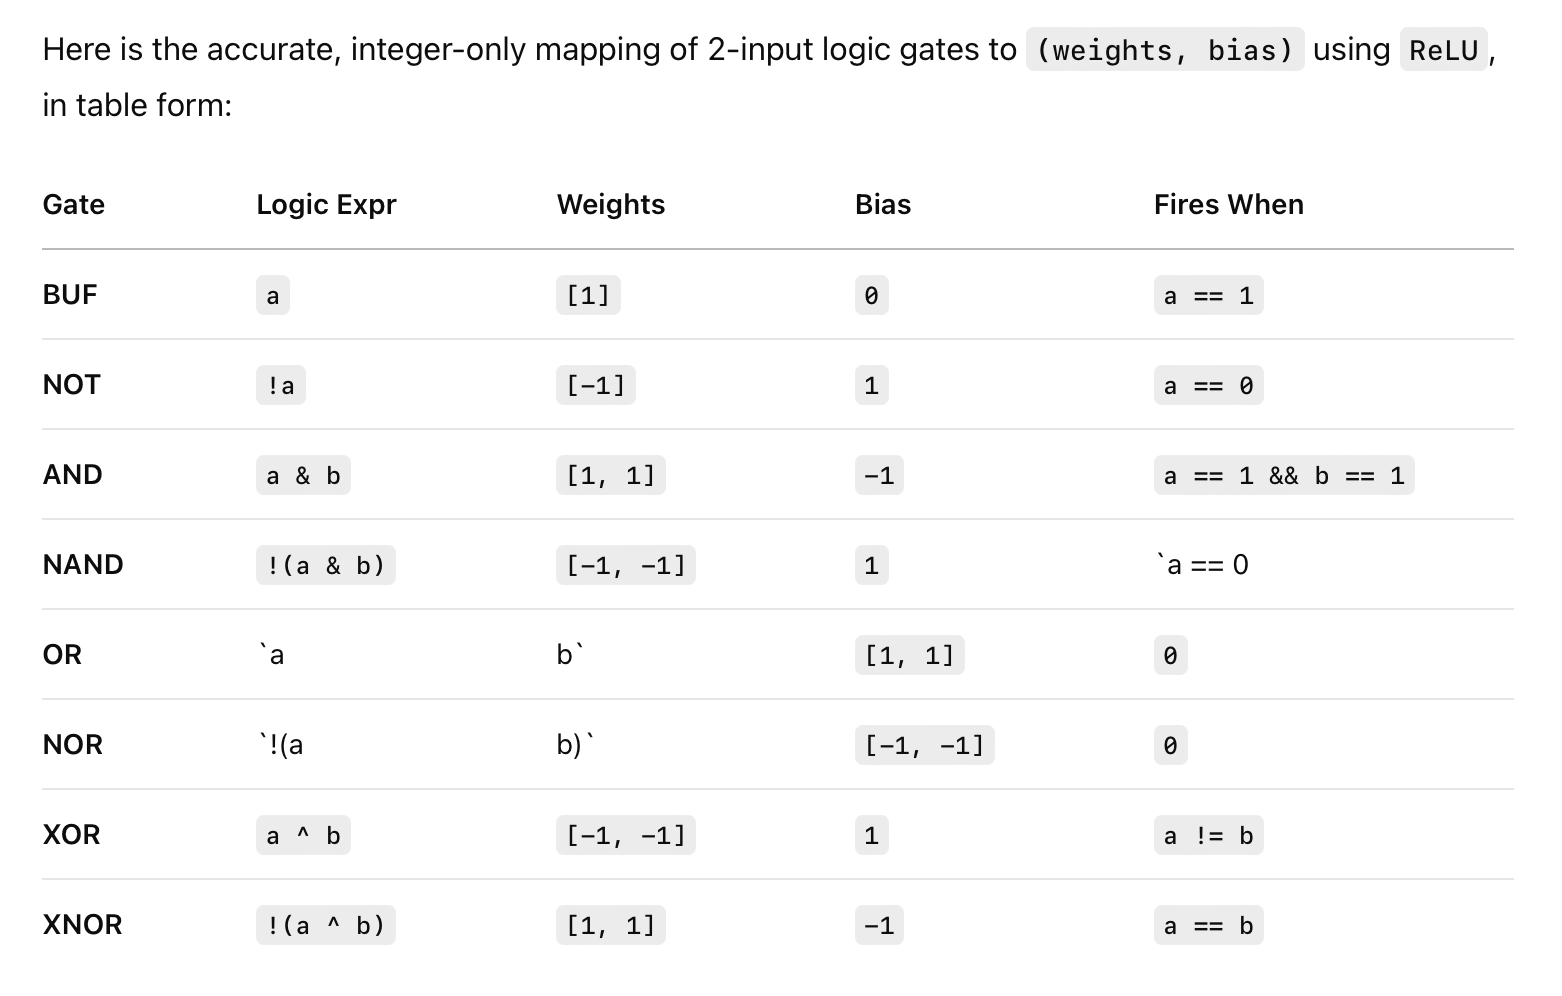 Here is the accurate, integer-only mapping of 2-input logic gates to (weights, bias) using ReLU,
in table form:
Gate Logic Expr Weights Bias Fires When
BUF a [1] 0 a == 1
NOT !a [-1] 1 a == 0
AND a & b [1, 1] -1 a == 1 && b == 1
NAND !(a & b) [-1, -1] 1 `a == 0
OR `a b` [1, 1] 0
NOR `!(a b)` [-1, -1] 0
XOR a ^ b [-1, -1] 1 a != b
XNOR !(a ^ b) [1, 1] -1 a == b